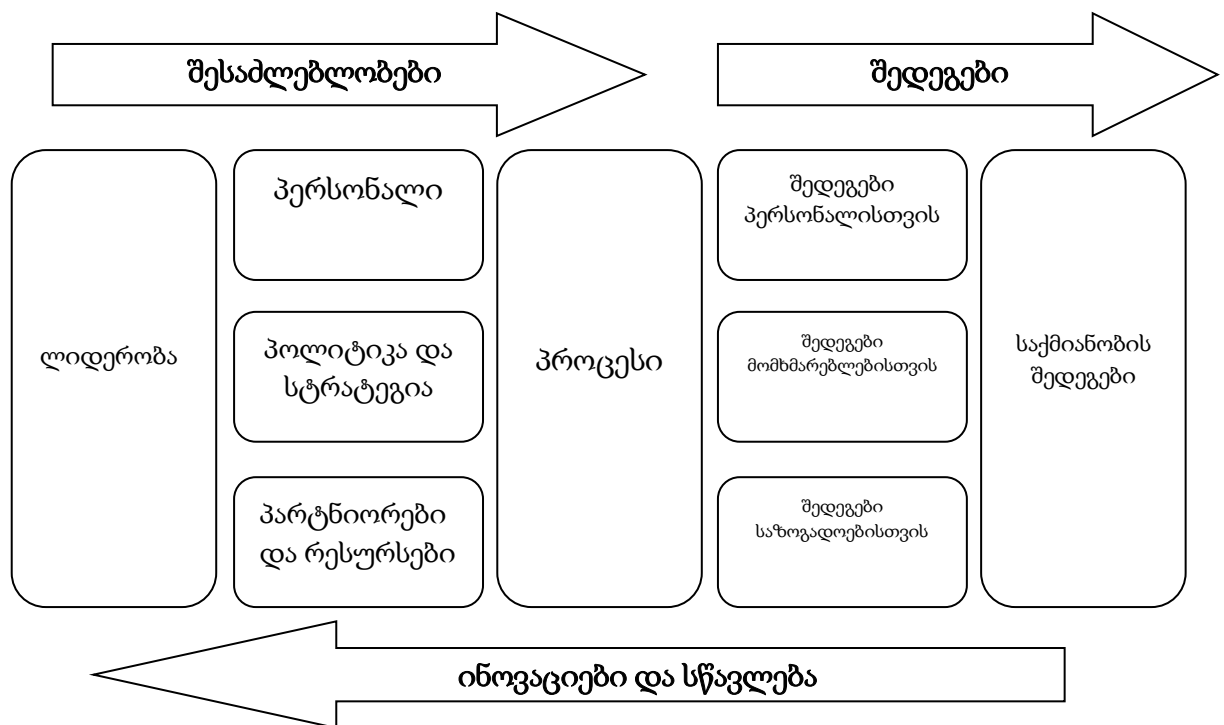 შესაძლებლობები
შედეგები
ლიდერობა
პერსონალი
პოლიტიკა და
სტრატეგია
პარტნიორები
და რესურსები
პროცესი
შედეგები
პერსონალისთვის
შედეგები
მომხმარებლებისთვის
შედეგები
საზოგადოებისთვის
საქმიანობის
შედეგები
ინოვაციები და სწავლება